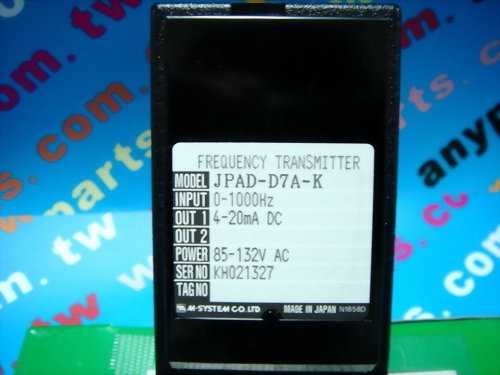 FREQUENCY TRANSMITTER
MODEL JPAD-D7A-K
INPUT 0-1000Hz
OUT 1 4-20mA DC
OUT 2
POWER 85-132V AC
SER NO KH021327
TAG NO
M-SYSTEM CO.,LTD. MADE IN JAPAN N1858D